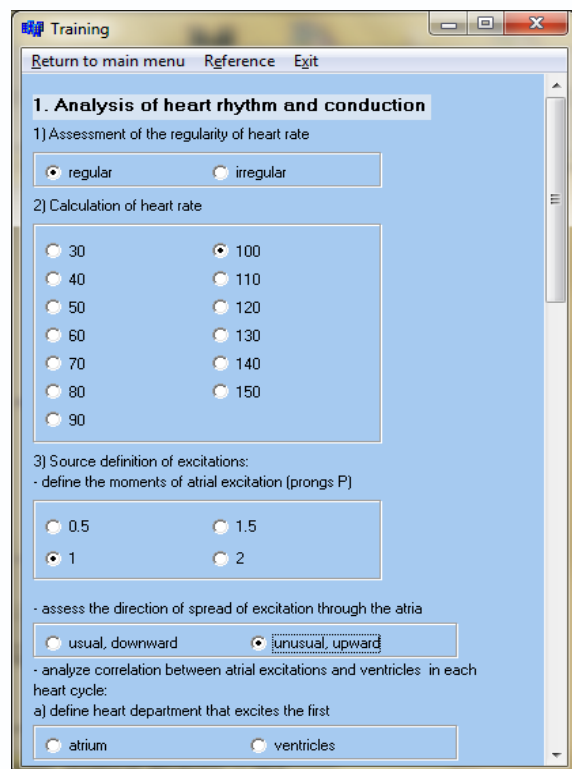 Training
Return to main menu Reference Exit
1. Analysis of heart rhythm and conduction
1) Assessment of the regularity of heart rate
regular irregular
2) Calculation of heart rate
30 100
40 110
50 120
60 130
70 140
80 150
90
3) Source definition of excitations:
- define the moments of atrial excitation (prongs P)
0.5 1.5
1 2
- assess the direction of spread of excitation through the atria
usual, downward unusual, upward
- analyze correlation between atrial excitations and ventricles in each
heart cycle:
a) define heart department that excites the first
atrium ventricles